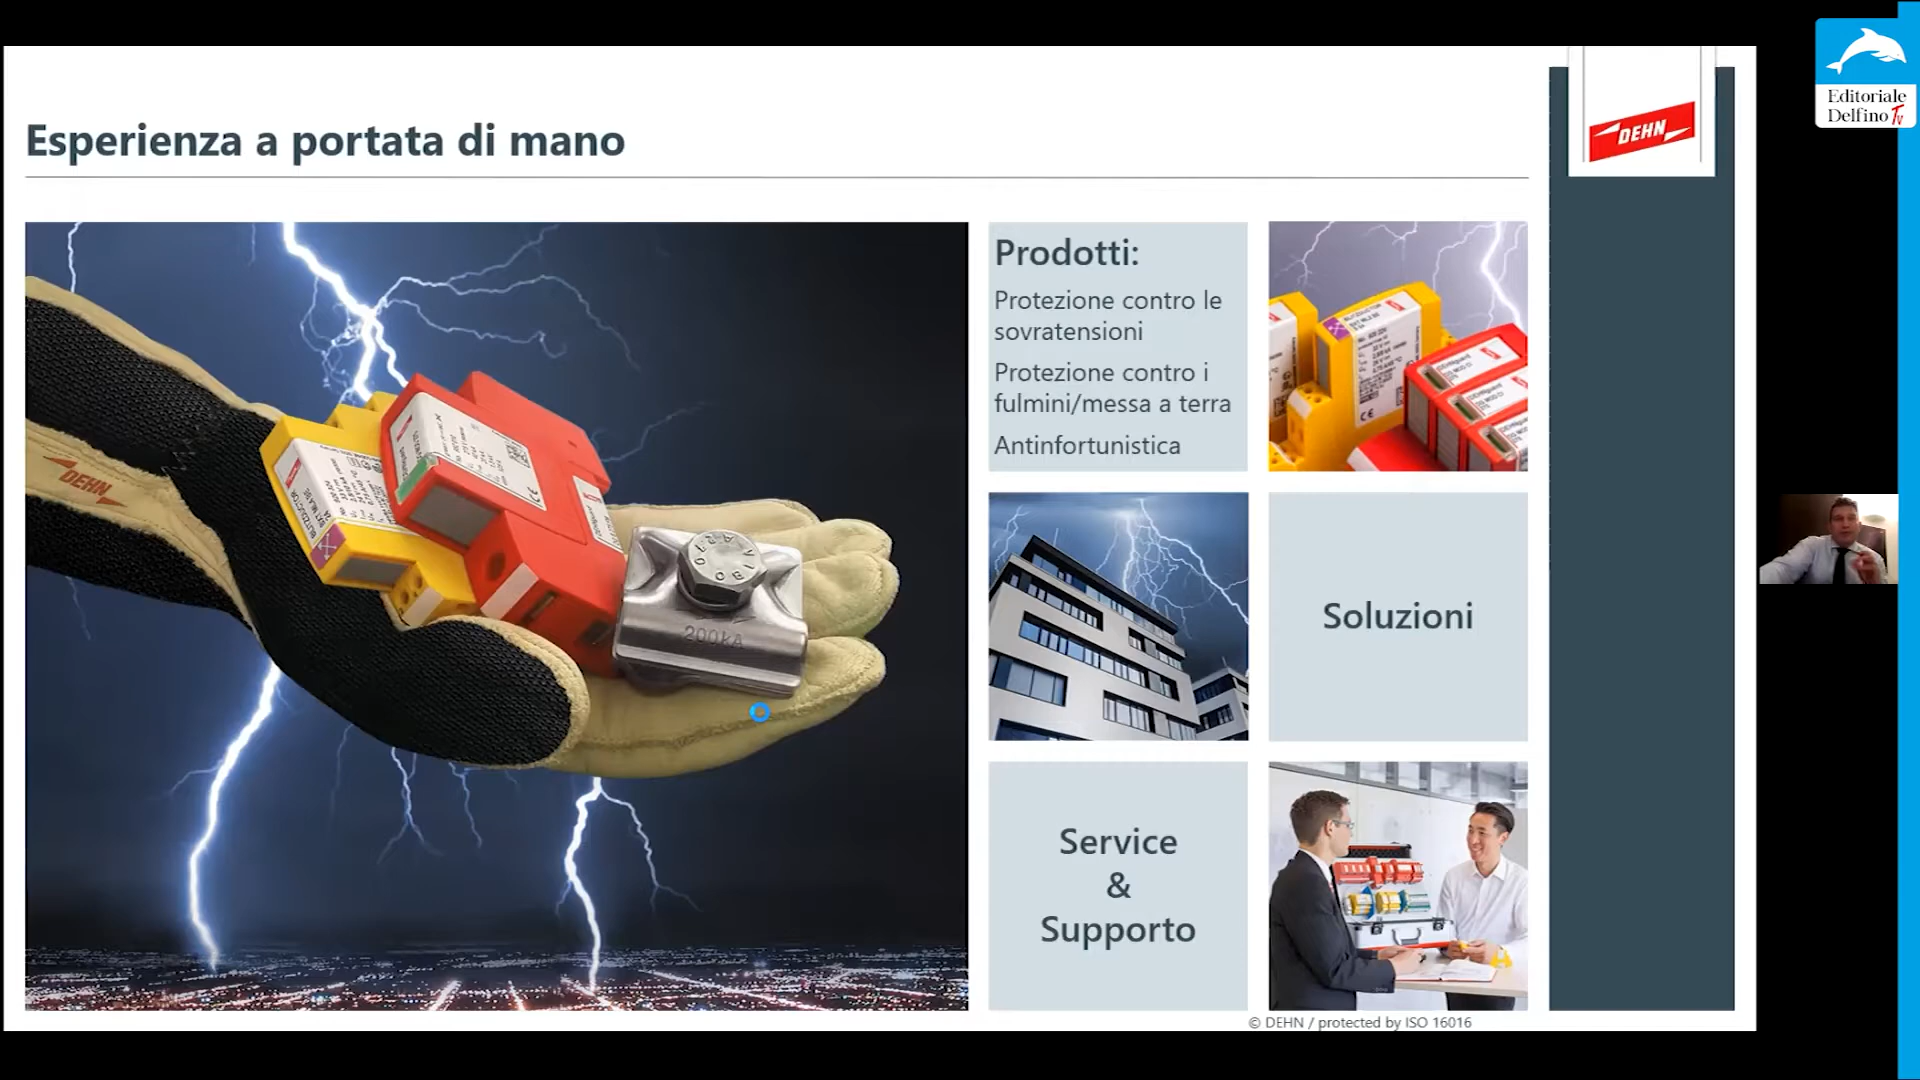 Esperienza a portata di mano
DEHN
Editoriale
Delfino Tv
Prodotti:
Protezione contro le
sovratensioni
Protezione contro i
fulmini/messa a terra
Antinfortunistica
DEHN
200kA
Soluzioni
Service
&
Supporto
© DEHN / protected by ISO 16016